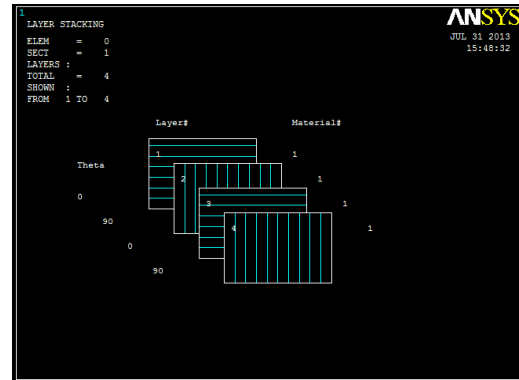 1
LAYER STACKING
ANSYS
JUL 31 2013
15:48:32
ELEM = 0
SECT = 1
LAYERS :
TOTAL = 4
SHOWN :
FROM 1 TO 4
Layer# Material#
1 1
Theta 2 1
0 3 1
90 4 1
0
90